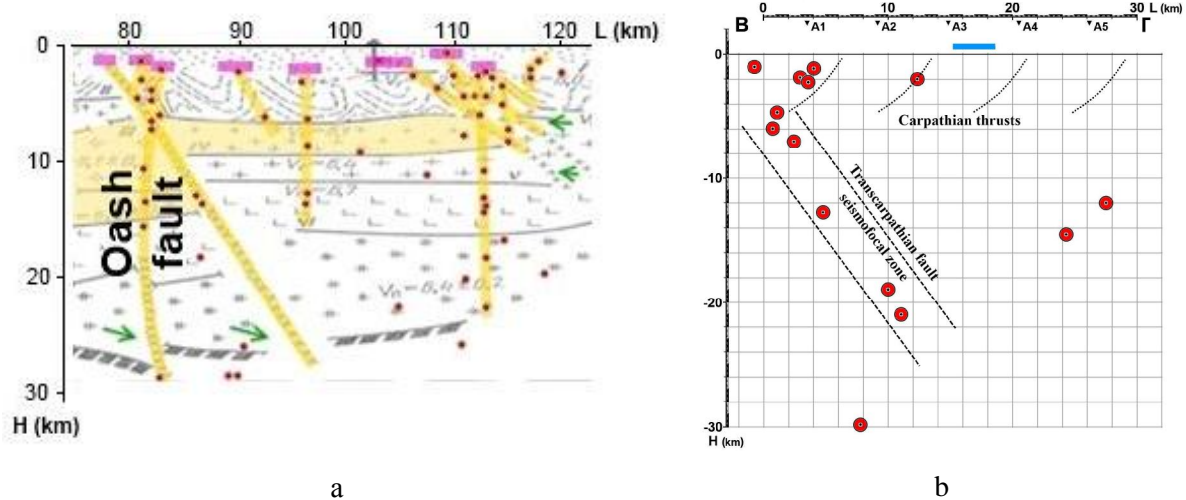 80 90 100 110 120 L (km)
0
10
20
30
H (km)
Oash
fault
a
B 0 10 20 30 L (km) Г
A1 A2 A3 A4 A5
0
-10
-20
-30
H (km)
Carpathian thrusts
Transcarpathian fault
seismofocal zone
b